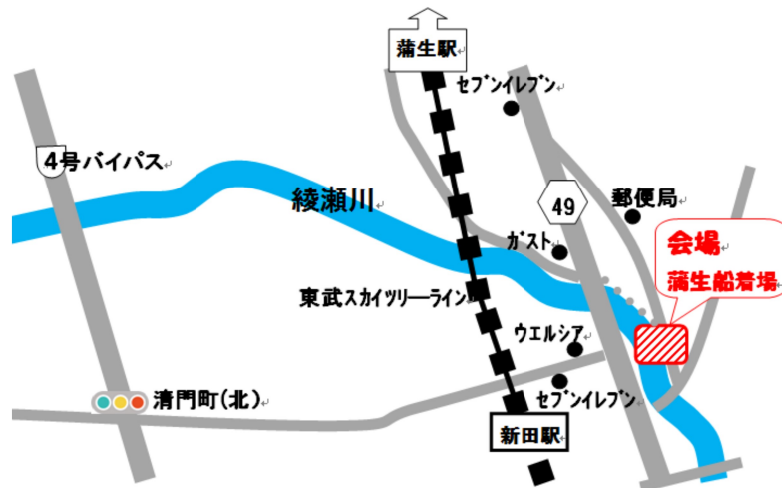 蒲生駅
ｾﾌﾞﾝｲﾚﾌﾞﾝ
4号バイパス
綾瀬川
49
郵便局
ｶﾞｽﾄ
会場
蒲生船着場
東武ｽｶｲﾂﾘｰﾗｲﾝ
ｳｴﾙｼｱ
清門町(北)
ｾﾌﾞﾝｲﾚﾌﾞﾝ
新田駅